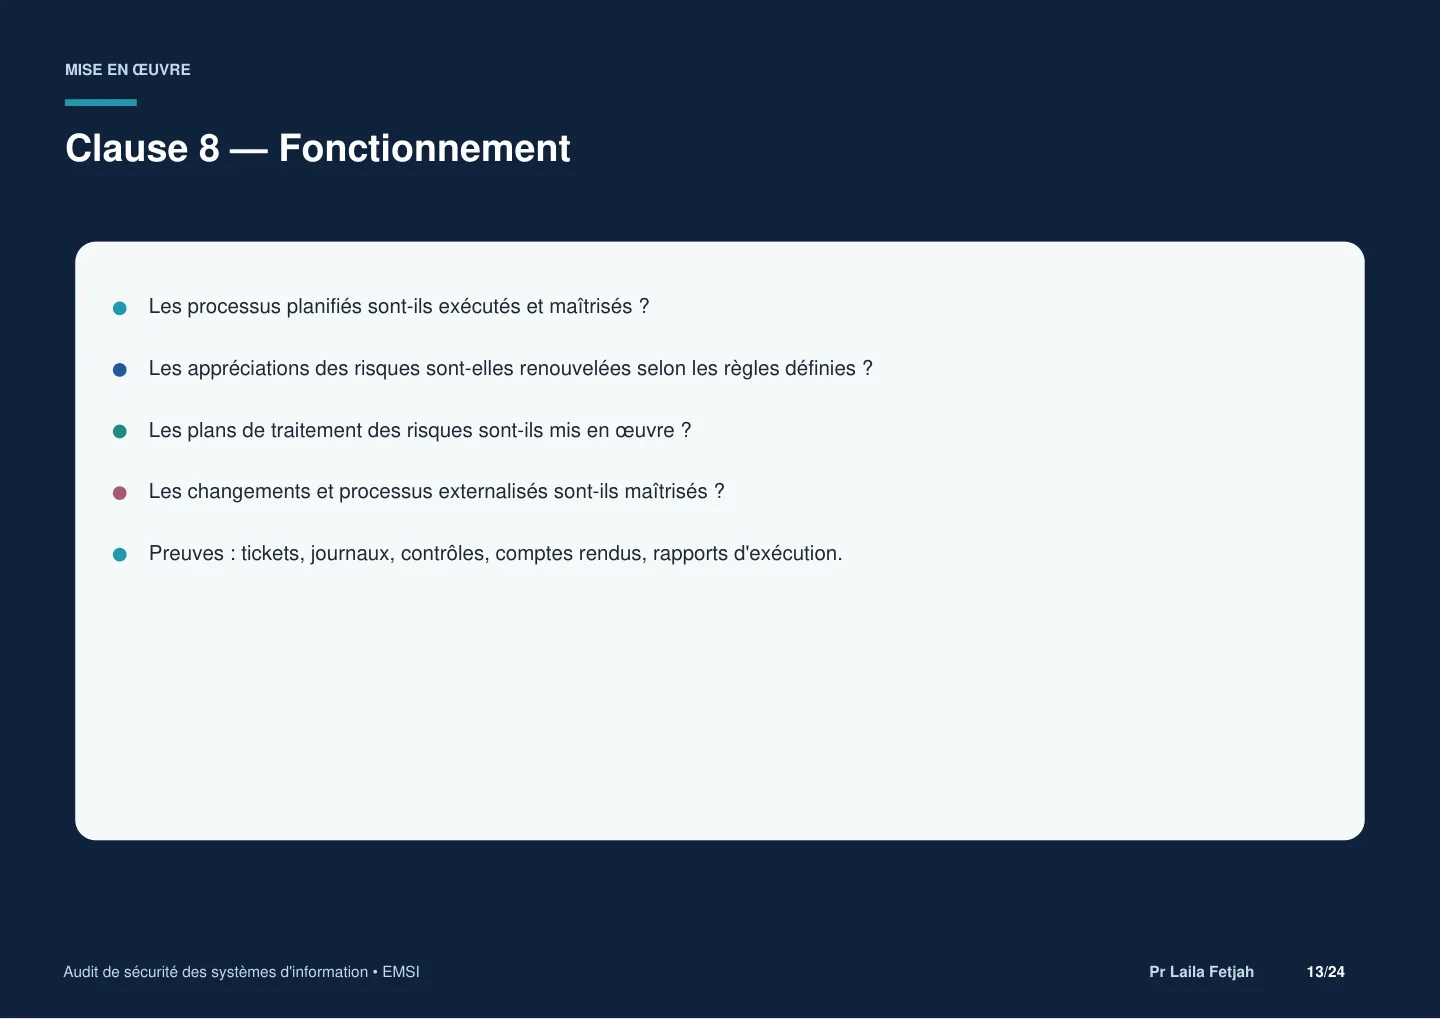 MISE EN ŒUVRE
Clause 8 — Fonctionnement
Les processus planifiés sont-ils exécutés et maîtrisés ?
Les appréciations des risques sont-elles renouvelées selon les règles définies ?
Les plans de traitement des risques sont-ils mis en œuvre ?
Les changements et processus externalisés sont-ils maîtrisés ?
Preuves : tickets, journaux, contrôles, comptes rendus, rapports d'exécution.
Audit de sécurité des systèmes d'information • EMSI
Pr Laila Fetjah
13/24